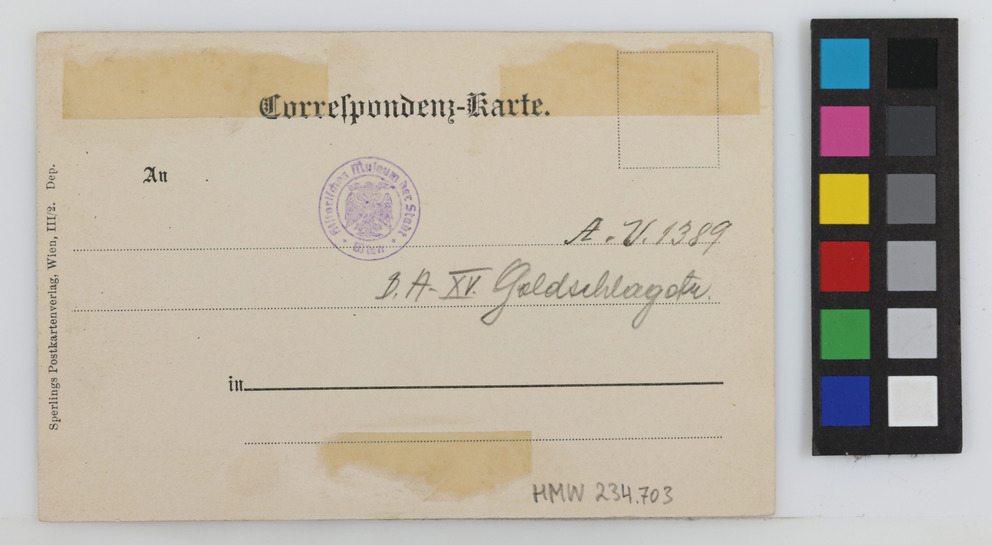 Correspondenz-Karte.
An
Historisches Museum der Stadt
Wien
A. V. 1389
B. A- XV. Goldschlagstr.
in
Sperlings Postkartenverlag, Wien, III/2. Dep.
HMW 234.703